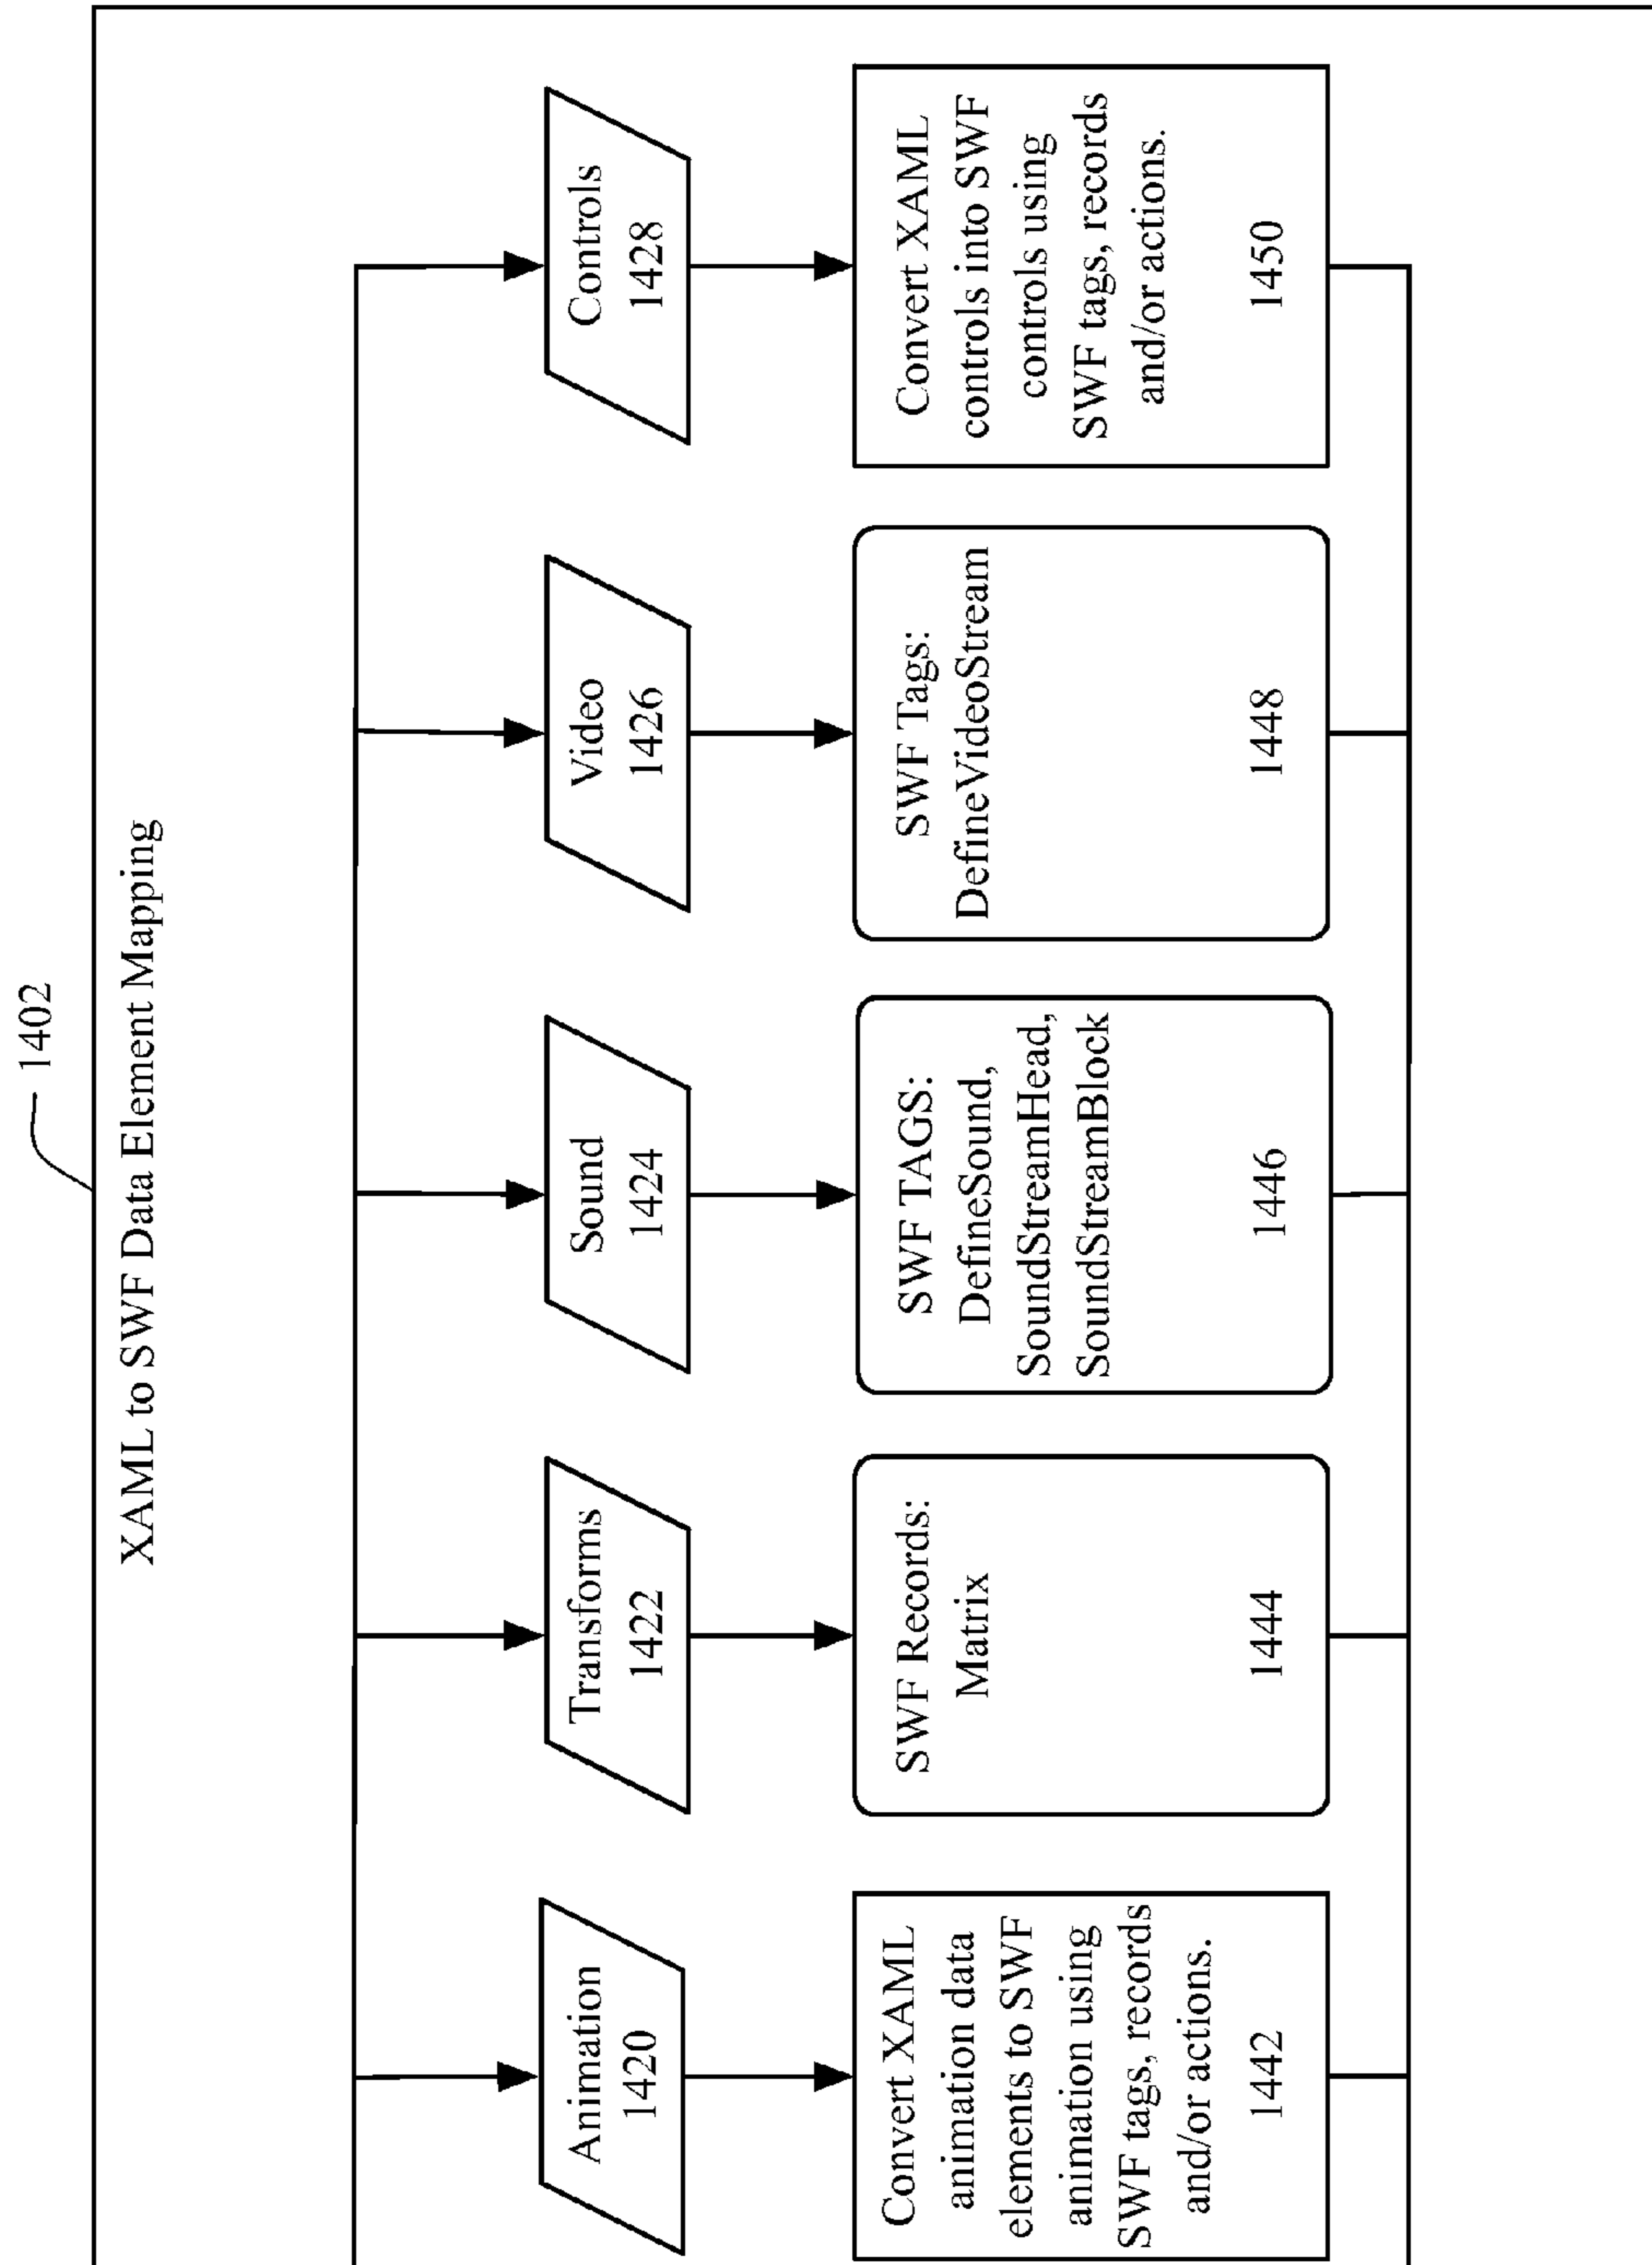 1402
XAML to SWF Data Element Mapping
Animation
1420
Transforms
1422
Sound
1424
Video
1426
Controls
1428
Convert XAML
animation data
elements to SWF
animation using
SWF tags, records
and/or actions.
1442
SWF Records:
Matrix
1444
SWF TAGS:
DefineSound,
SoundStreamHead,
SoundStreamBlock
1446
SWF Tags:
DefineVideoStream
1448
Convert XAML
controls into SWF
controls using
SWF tags, records
and/or actions.
1450